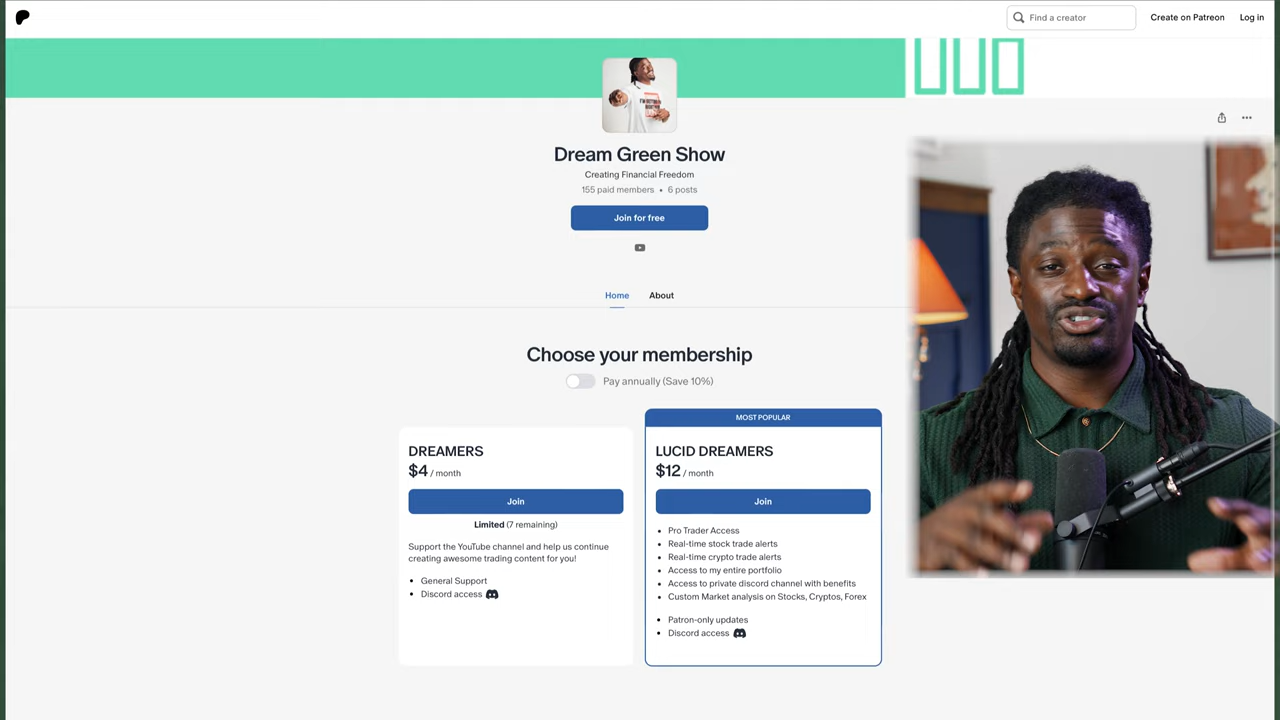 Find a creator
Create on Patreon
Log in
Dream Green Show
Creating Financial Freedom
155 paid members • 6 posts
Join for free
Home
About
Choose your membership
Pay annually (Save 10%)
DREAMERS
$4 / month
Join
Limited (7 remaining)
Support the YouTube channel and help us continue
creating awesome trading content for you!
• General Support
• Discord access
MOST POPULAR
LUCID DREAMERS
$12 / month
Join
• Pro Trader Access
• Real-time stock trade alerts
• Real-time crypto trade alerts
• Access to my entire portfolio
• Access to private discord channel with benefits
• Custom Market analysis on Stocks, Cryptos, Forex
• Patron-only updates
• Discord access